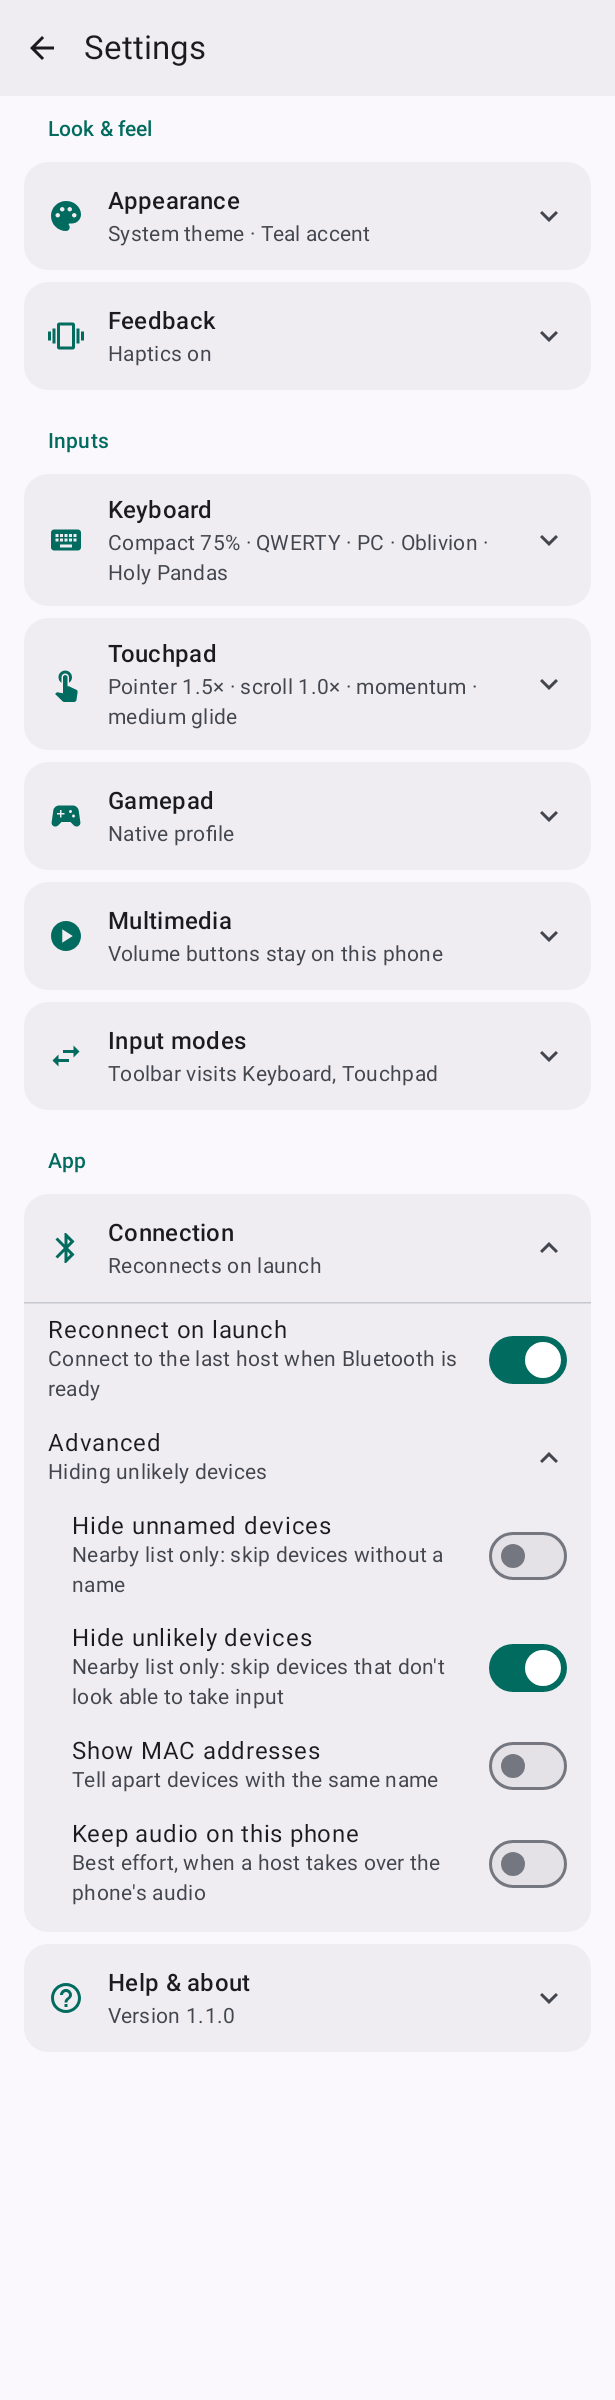 Settings
Look & feel
Appearance
System theme · Teal accent
Feedback
Haptics on
Inputs
Keyboard
Compact 75% · QWERTY · PC · Oblivion ·
Holy Pandas
Touchpad
Pointer 1.5× · scroll 1.0× · momentum ·
medium glide
Gamepad
Native profile
Multimedia
Volume buttons stay on this phone
Input modes
Toolbar visits Keyboard, Touchpad
App
Connection
Reconnects on launch
Reconnect on launch
Connect to the last host when Bluetooth is
ready
Advanced
Hiding unlikely devices
Hide unnamed devices
Nearby list only: skip devices without a
name
Hide unlikely devices
Nearby list only: skip devices that don't
look able to take input
Show MAC addresses
Tell apart devices with the same name
Keep audio on this phone
Best effort, when a host takes over the
phone's audio
Help & about
Version 1.1.0